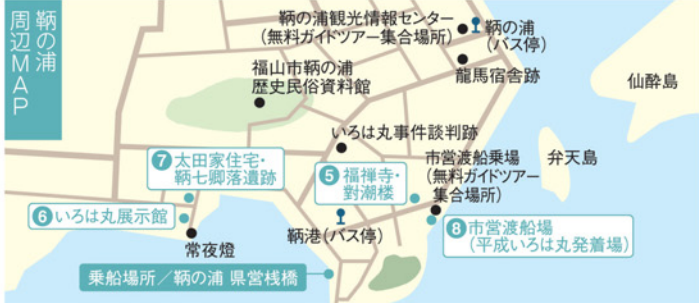 鞆の浦
周辺MAP
鞆の浦観光情報センター
(無料ガイドツアー集合場所)
鞆の浦
(バス停)
龍馬宿舎跡
仙酔島
福山市鞆の浦
歴史民俗資料館
いろは丸事件談判跡
弁天島
7 太田家住宅・
鞆七卿落遺跡
5 福禅寺・
對潮楼
市営渡船乗場
(無料ガイドツアー
集合場所)
6 いろは丸展示館
常夜燈
鞆港(バス停)
8 市営渡船場
(平成いろは丸発着場)
乗船場所/鞆の浦 県営桟橋